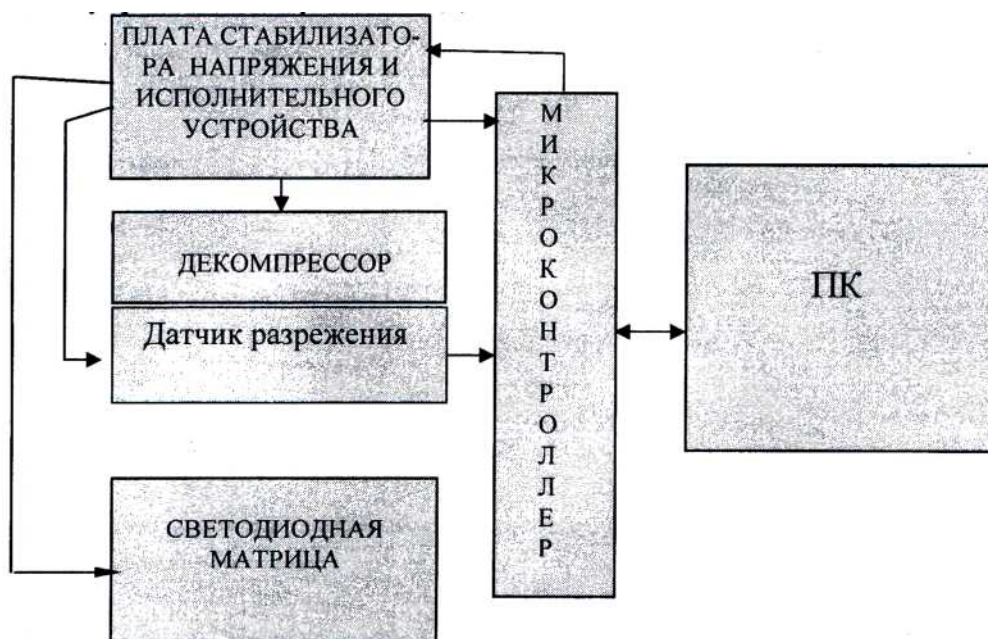 ПЛАТА СТАБИЛИЗАТО-
РА НАПРЯЖЕНИЯ И
ИСПОЛНИТЕЛЬНОГО
УСТРОЙСТВА
ДЕКОМПРЕССОР
Датчик разрежения
СВЕТОДИОДНАЯ
МАТРИЦА
М
И
К
Р
О
К
О
Н
Т
Р
О
Л
Л
Е
Р
ПК